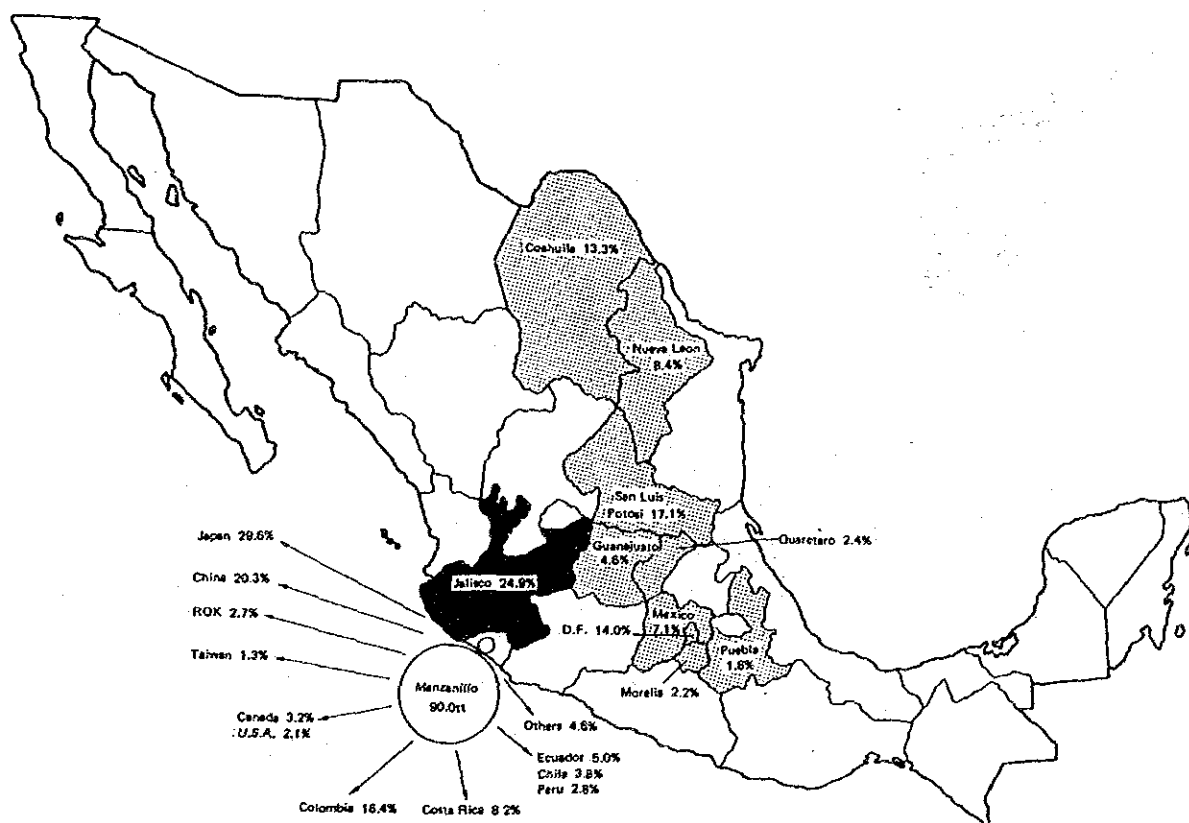 Coahuila 13.3%
Nueva Leon
8.4%
San Luis
Potosi 17.1%
Guanajuato
4.6%
Queretaro 2.4%
Japan 29.6%
China 20.3%
ROK 2.7%
Taiwan 1.3%
Canada 3.2%
U.S.A. 2.1%
Colombia 16.4%
Costa Rica 8.2%
Jalisco 24.9%
Mexico
7.1%
D.F. 14.0%
Puebla
1.8%
Morelia 2.2%
Manzanillo
90.0tt
Others 4.6%
Ecuador 5.0%
Chile 3.8%
Peru 2.8%